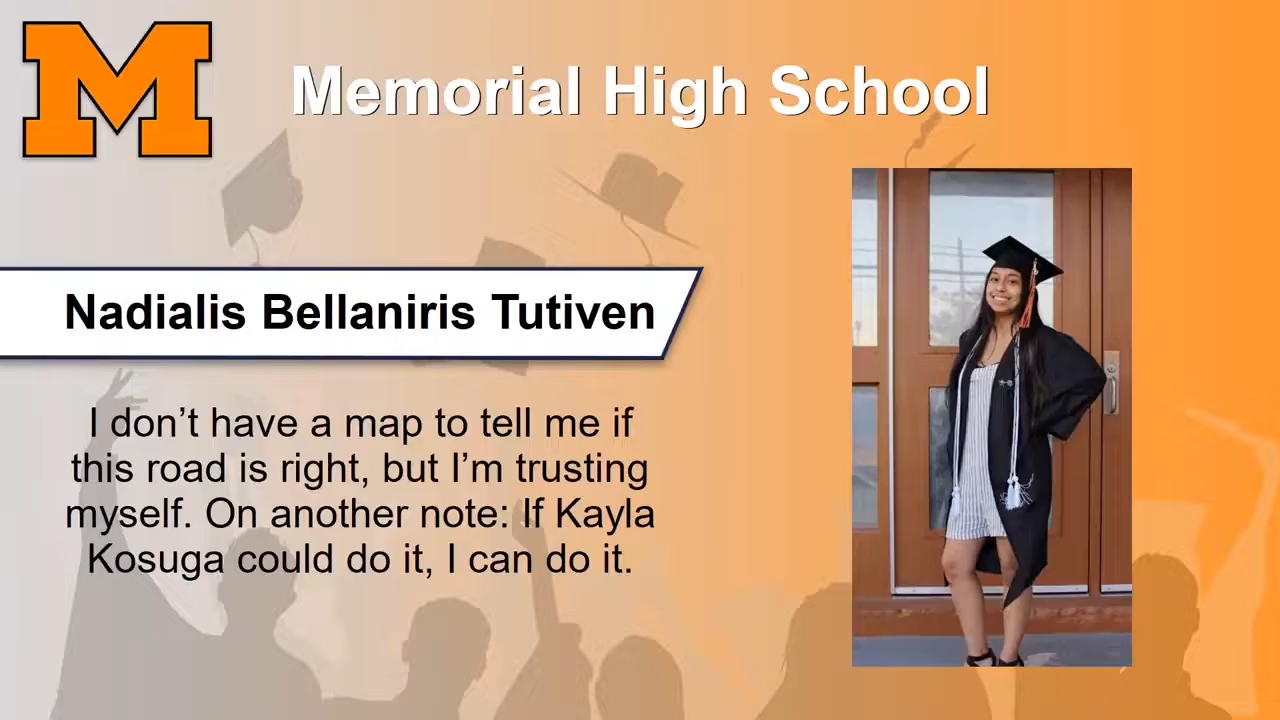 M
Memorial High School
Nadialis Bellaniris Tutiven
I don’t have a map to tell me if
this road is right, but I’m trusting
myself. On another note: If Kayla
Kosuga could do it, I can do it.